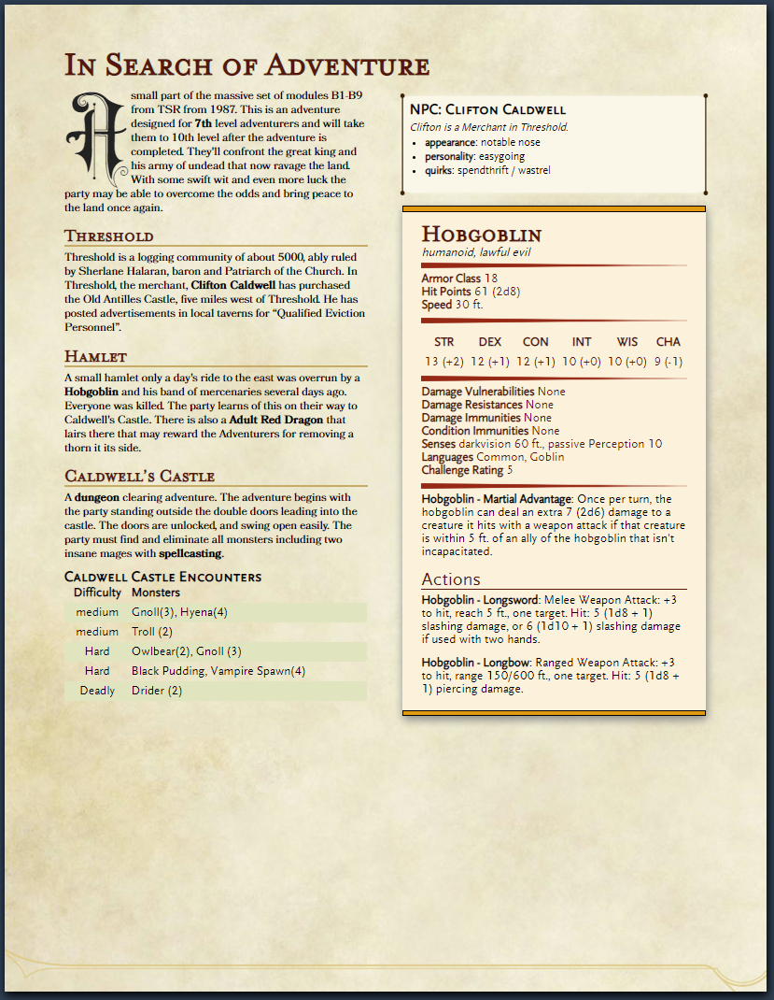 In Search of Adventure
A small part of the massive set of modules B1-B9
from TSR from 1987. This is an adventure
designed for 7th level adventurers and will take
them to 10th level after the adventure is
completed. They'll confront the great king and
his army of undead that now ravage the land.
With some swift wit and even more luck the
party may be able to overcome the odds and bring peace to
the land once again.
Threshold
Threshold is a logging community of about 5000, ably ruled
by Sherlane Halaran, baron and Patriarch of the Church. In
Threshold, the merchant, Clifton Caldwell has purchased
the Old Antilles Castle, five miles west of Threshold. He has
posted advertisements in local taverns for “Qualified Eviction
Personnel”.
Hamlet
A small hamlet only a day's ride to the east was overrun by a
Hobgoblin and his band of mercenaries several days ago.
Everyone was killed. The party learns of this on their way to
Caldwell's Castle. There is also a Adult Red Dragon that
lairs there that may reward the Adventurers for removing a
thorn it its side.
Caldwell's Castle
A dungeon clearing adventure. The adventure begins with
the party standing outside the double doors leading into the
castle. The doors are unlocked, and swing open easily. The
party must find and eliminate all monsters including two
insane mages with spellcasting.
Caldwell Castle Encounters
Difficulty Monsters
medium Gnoll(3), Hyena(4)
medium Troll (2)
Hard Owlbear(2), Gnoll (3)
Hard Black Pudding, Vampire Spawn(4)
Deadly Drider (2)
NPC: Clifton Caldwell
Clifton is a Merchant in Threshold.
• appearance: notable nose
• personality: easygoing
• quirks: spendthrift / wastrel
Hobgoblin
humanoid, lawful evil
Armor Class 18
Hit Points 61 (2d8)
Speed 30 ft.
STR DEX CON INT WIS CHA
13 (+2) 12 (+1) 12 (+1) 10 (+0) 10 (+0) 9 (-1)
Damage Vulnerabilities None
Damage Resistances None
Damage Immunities None
Condition Immunities None
Senses darkvision 60 ft., passive Perception 10
Languages Common, Goblin
Challenge Rating 5
Hobgoblin - Martial Advantage: Once per turn, the
hobgoblin can deal an extra 7 (2d6) damage to a
creature it hits with a weapon attack if that creature
is within 5 ft. of an ally of the hobgoblin that isn't
incapacitated.
Actions
Hobgoblin - Longsword: Melee Weapon Attack: +3
to hit, reach 5 ft., one target. Hit: 5 (1d8 + 1)
slashing damage, or 6 (1d10 + 1) slashing damage
if used with two hands.
Hobgoblin - Longbow: Ranged Weapon Attack: +3
to hit, range 150/600 ft., one target. Hit: 5 (1d8 +
1) piercing damage.